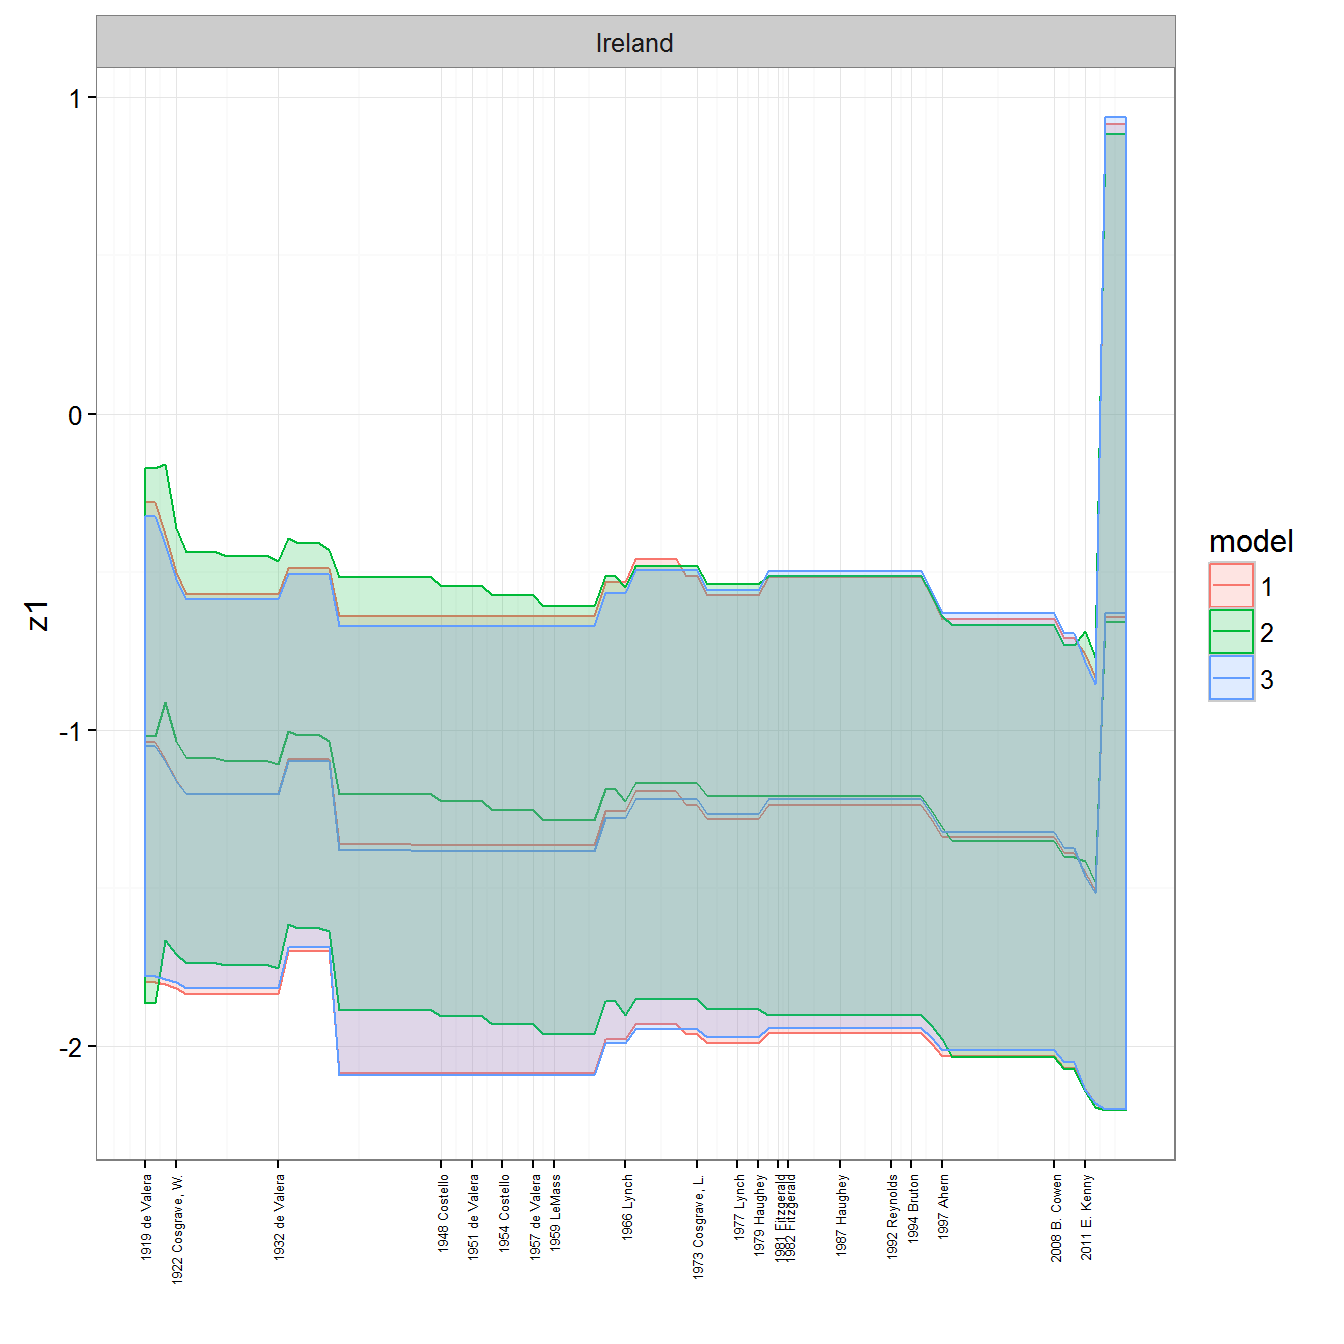 Ireland
1
0
-1
-2
z1
1919 de Valera
1922 Cosgrave, W.
1932 de Valera
1948 Costello
1951 de Valera
1954 Costello
1957 de Valera
1959 LeMass
1966 Lynch
1973 Cosgrave, L.
1977 Lynch
1979 Haughey
1981 Fitzgerald
1982 Fitzgerald
1987 Haughey
1992 Reynolds
1994 Bruton
1997 Ahern
2008 B. Cowen
2011 E. Kenny
model
1
2
3